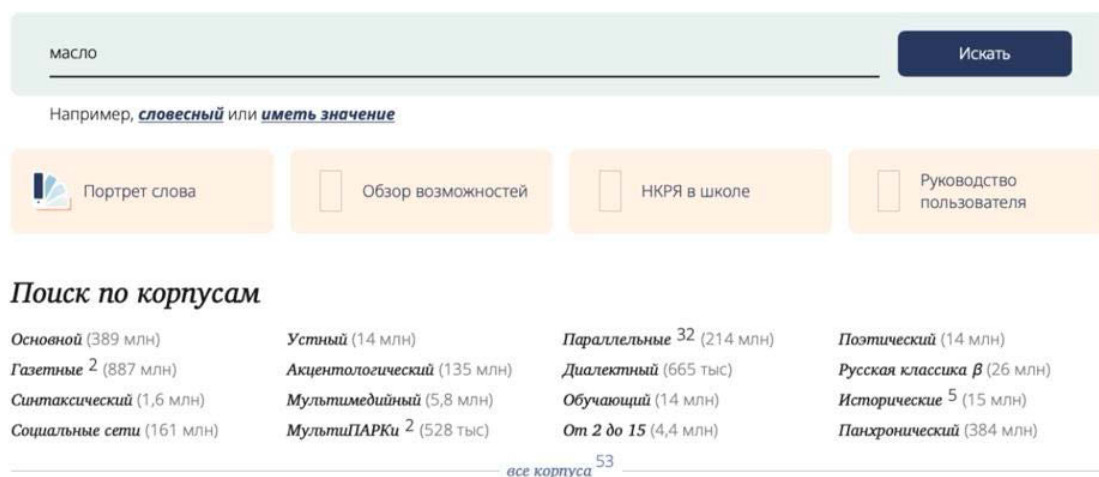 масло
Искать
Например, словесный или иметь значение
Портрет слова
Обзор возможностей
НКРЯ в школе
Руководство
пользователя
Поиск по корпусам
Основной (389 млн)
Устный (14 млн)
Параллельные 32 (214 млн)
Поэтический (14 млн)
Газетные 2 (887 млн)
Акцентологический (135 млн)
Диалектный (665 тыс)
Русская классика β (26 млн)
Синтаксический (1,6 млн)
Мультимедийный (5,8 млн)
Обучающий (14 млн)
Исторические 5 (15 млн)
Социальные сети (161 млн)
МультиПАРКи 2 (528 тыс)
От 2 до 15 (4,4 млн)
Панхронический (384 млн)
все корпуса 53